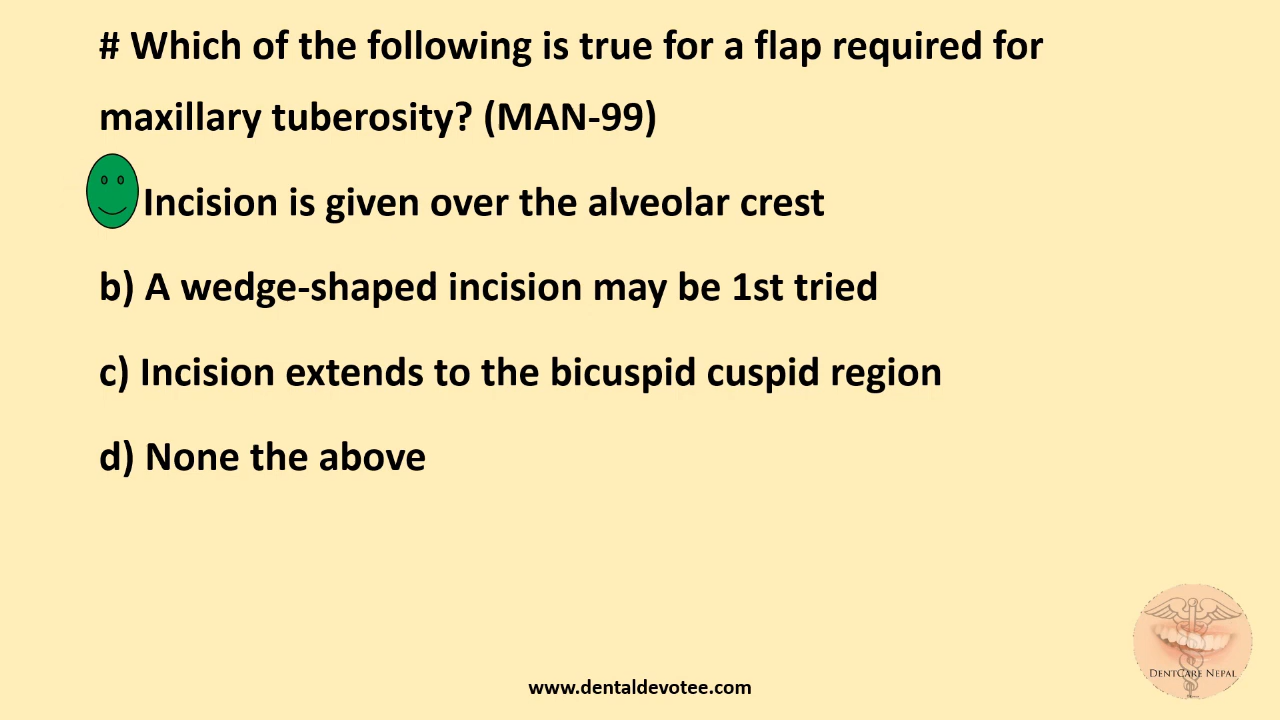 # Which of the following is true for a flap required for
maxillary tuberosity? (MAN-99)
Incision is given over the alveolar crest
b) A wedge-shaped incision may be 1st tried
c) Incision extends to the bicuspid cuspid region
d) None the above
DENTCARE NEPAL
www.dentaldevotee.com